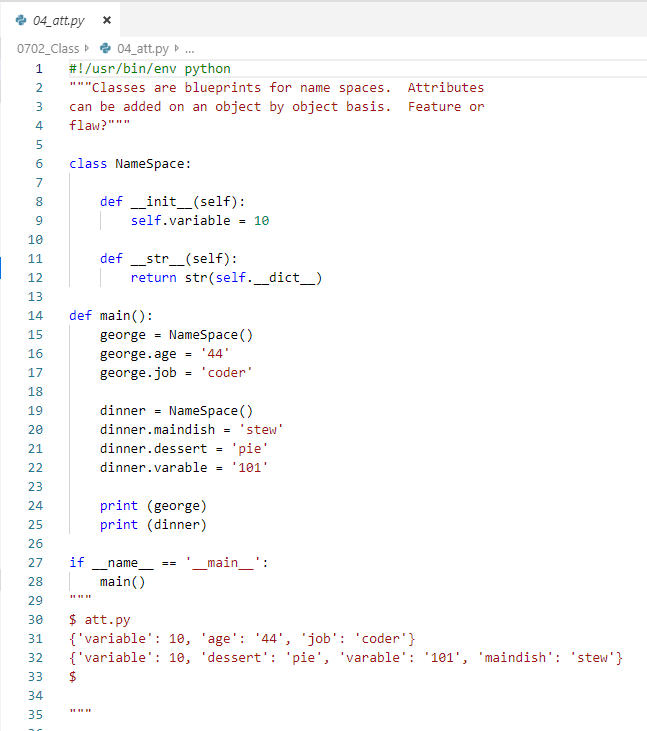 04_att.py ×
0702_Class 04_att.py ...
1 #!/usr/bin/env python
2 """Classes are blueprints for name spaces.  Attributes
3 can be added on an object by object basis.  Feature or
4 flaw?"""
5
6 class NameSpace:
7
8     def __init__(self):
9         self.variable = 10
10
11     def __str__(self):
12         return str(self.__dict__)
13
14 def main():
15     george = NameSpace()
16     george.age = '44'
17     george.job = 'coder'
18
19     dinner = NameSpace()
20     dinner.maindish = 'stew'
21     dinner.dessert = 'pie'
22     dinner.varable = '101'
23
24     print (george)
25     print (dinner)
26
27 if __name__ == '__main__':
28     main()
29 """
30 $ att.py
31 {'variable': 10, 'age': '44', 'job': 'coder'}
32 {'variable': 10, 'dessert': 'pie', 'varable': '101', 'maindish': 'stew'}
33 $
34
35 """